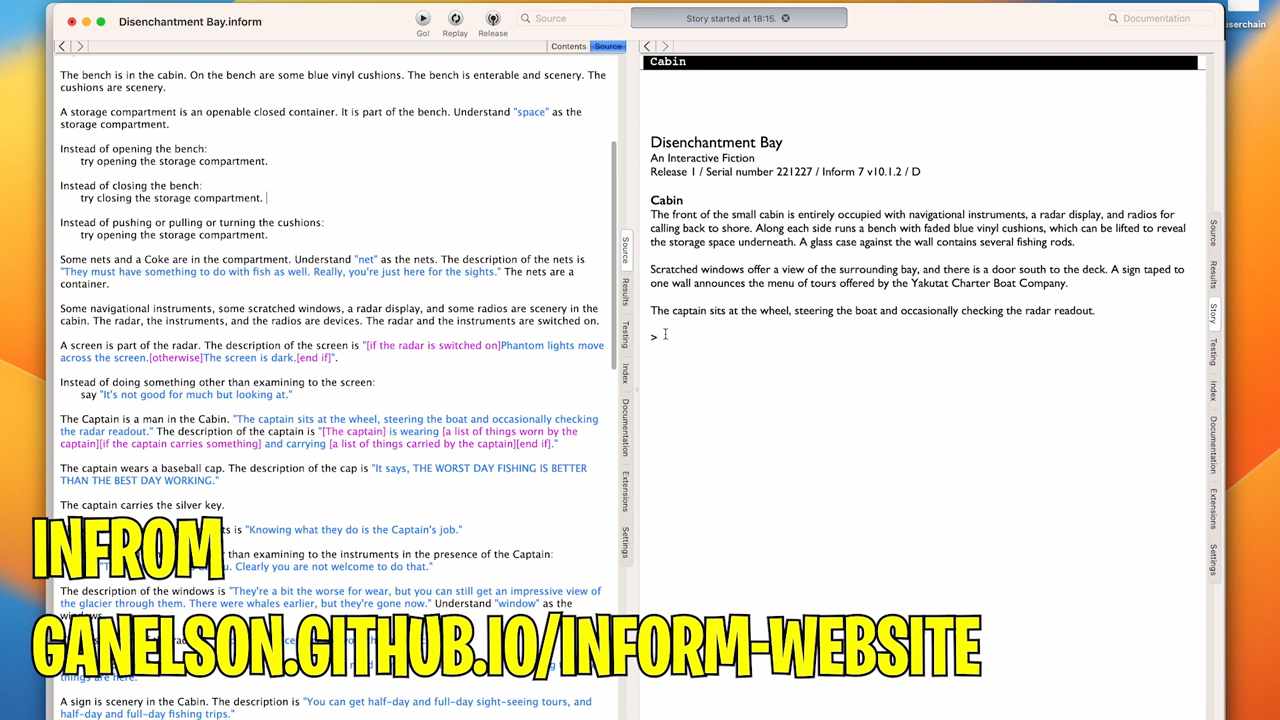 Disenchantment Bay.inform
Go!
Replay
Release
Source
Story started at 18:15.
Documentation
userchain
Contents
Source
The bench is in the cabin. On the bench are some blue vinyl cushions. The bench is enterable and scenery. The
cushions are scenery.
A storage compartment is an openable closed container. It is part of the bench. Understand "space" as the
storage compartment.
Instead of opening the bench:
try opening the storage compartment.
Instead of closing the bench:
try closing the storage compartment.
Instead of pushing or pulling or turning the cushions:
try opening the storage compartment.
Some nets and a Coke are in the compartment. Understand "net" as the nets. The description of the nets is
"They must have something to do with fish as well. Really, you're just here for the sights." The nets are a
container.
Some navigational instruments, some scratched windows, a radar display, and some radios are scenery in the
cabin. The radar, the instruments, and the radios are devices. The radar and the instruments are switched on.
A screen is part of the radar. The description of the screen is "[if the radar is switched on]Phantom lights move
across the screen.[otherwise]The screen is dark.[end if]".
Instead of doing something other than examining to the screen:
say "It's not good for much but looking at."
The Captain is a man in the Cabin. "The captain sits at the wheel, steering the boat and occasionally checking
the radar readout." The description of the captain is "[The captain] is wearing [a list of things worn by the
captain][if the captain carries something] and carrying [a list of things carried by the captain][end if]."
The captain wears a baseball cap. The description of the cap is "It says, THE WORST DAY FISHING IS BETTER
THAN THE BEST DAY WORKING."
The captain carries the silver key.
is "Knowing what they do is the Captain's job."
than examining to the instruments in the presence of the Captain:
Clearly you are not welcome to do that."
The description of the windows is "They're a bit the worse for wear, but you can still get an impressive view of
the glacier through them. There were whales earlier, but they're gone now." Understand "window" as the
things are here."
A sign is scenery in the Cabin. The description is "You can get half-day and full-day sight-seeing tours, and
half-day and full-day fishing trips."
Source
Results
Testing
Index
Documentation
Extensions
Settings
Cabin
Disenchantment Bay
An Interactive Fiction
Release 1 / Serial number 221227 / Inform 7 v10.1.2 / D
Cabin
The front of the small cabin is entirely occupied with navigational instruments, a radar display, and radios for
calling back to shore. Along each side runs a bench with faded blue vinyl cushions, which can be lifted to reveal
the storage space underneath. A glass case against the wall contains several fishing rods.
Scratched windows offer a view of the surrounding bay, and there is a door south to the deck. A sign taped to
one wall announces the menu of tours offered by the Yakutat Charter Boat Company.
The captain sits at the wheel, steering the boat and occasionally checking the radar readout.
>
Source
Results
Story
Testing
Index
Documentation
Extensions
Settings
INFROM
GANELSON.GITHUB.IO/INFORM-WEBSITE